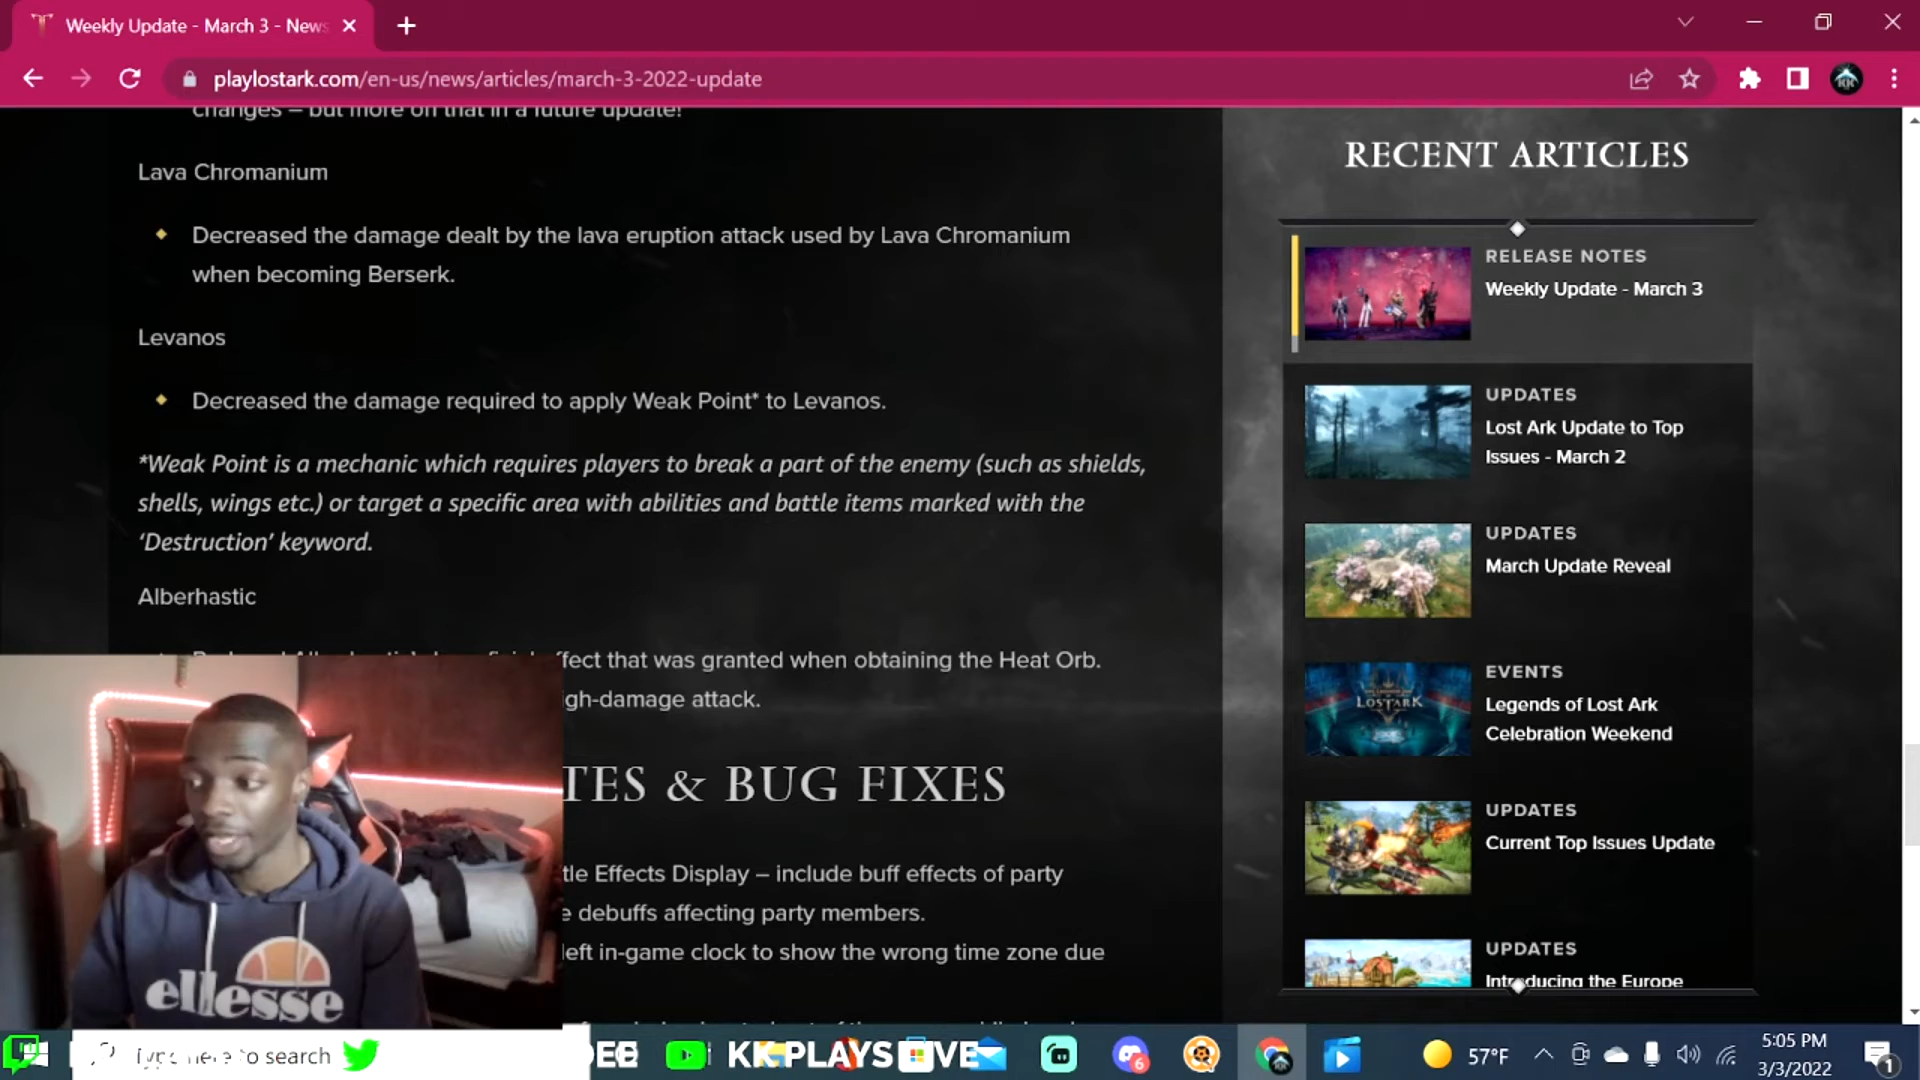 Weekly Update - March 3 - News
playlostark.com/en-us/news/articles/march-3-2022-update
changes – but more on that in a future update!
Lava Chromanium
Decreased the damage dealt by the lava eruption attack used by Lava Chromanium
when becoming Berserk.
Levanos
Decreased the damage required to apply Weak Point* to Levanos.
*Weak Point is a mechanic which requires players to break a part of the enemy (such as shields,
shells, wings etc.) or target a specific area with abilities and battle items marked with the
‘Destruction’ keyword.
Alberhastic
ffect that was granted when obtaining the Heat Orb.
igh-damage attack.
TES & BUG FIXES
tle Effects Display – include buff effects of party
e debuffs affecting party members.
left in-game clock to show the wrong time zone due
RECENT ARTICLES
RELEASE NOTES
Weekly Update - March 3
UPDATES
Lost Ark Update to Top
Issues - March 2
UPDATES
March Update Reveal
EVENTS
LOST ARK
Legends of Lost Ark
Celebration Weekend
UPDATES
Current Top Issues Update
UPDATES
Introducing the Europe
ellesse
Type here to search
KK PLAYS LIVE
6
57°F
5:05 PM
3/3/2022
1